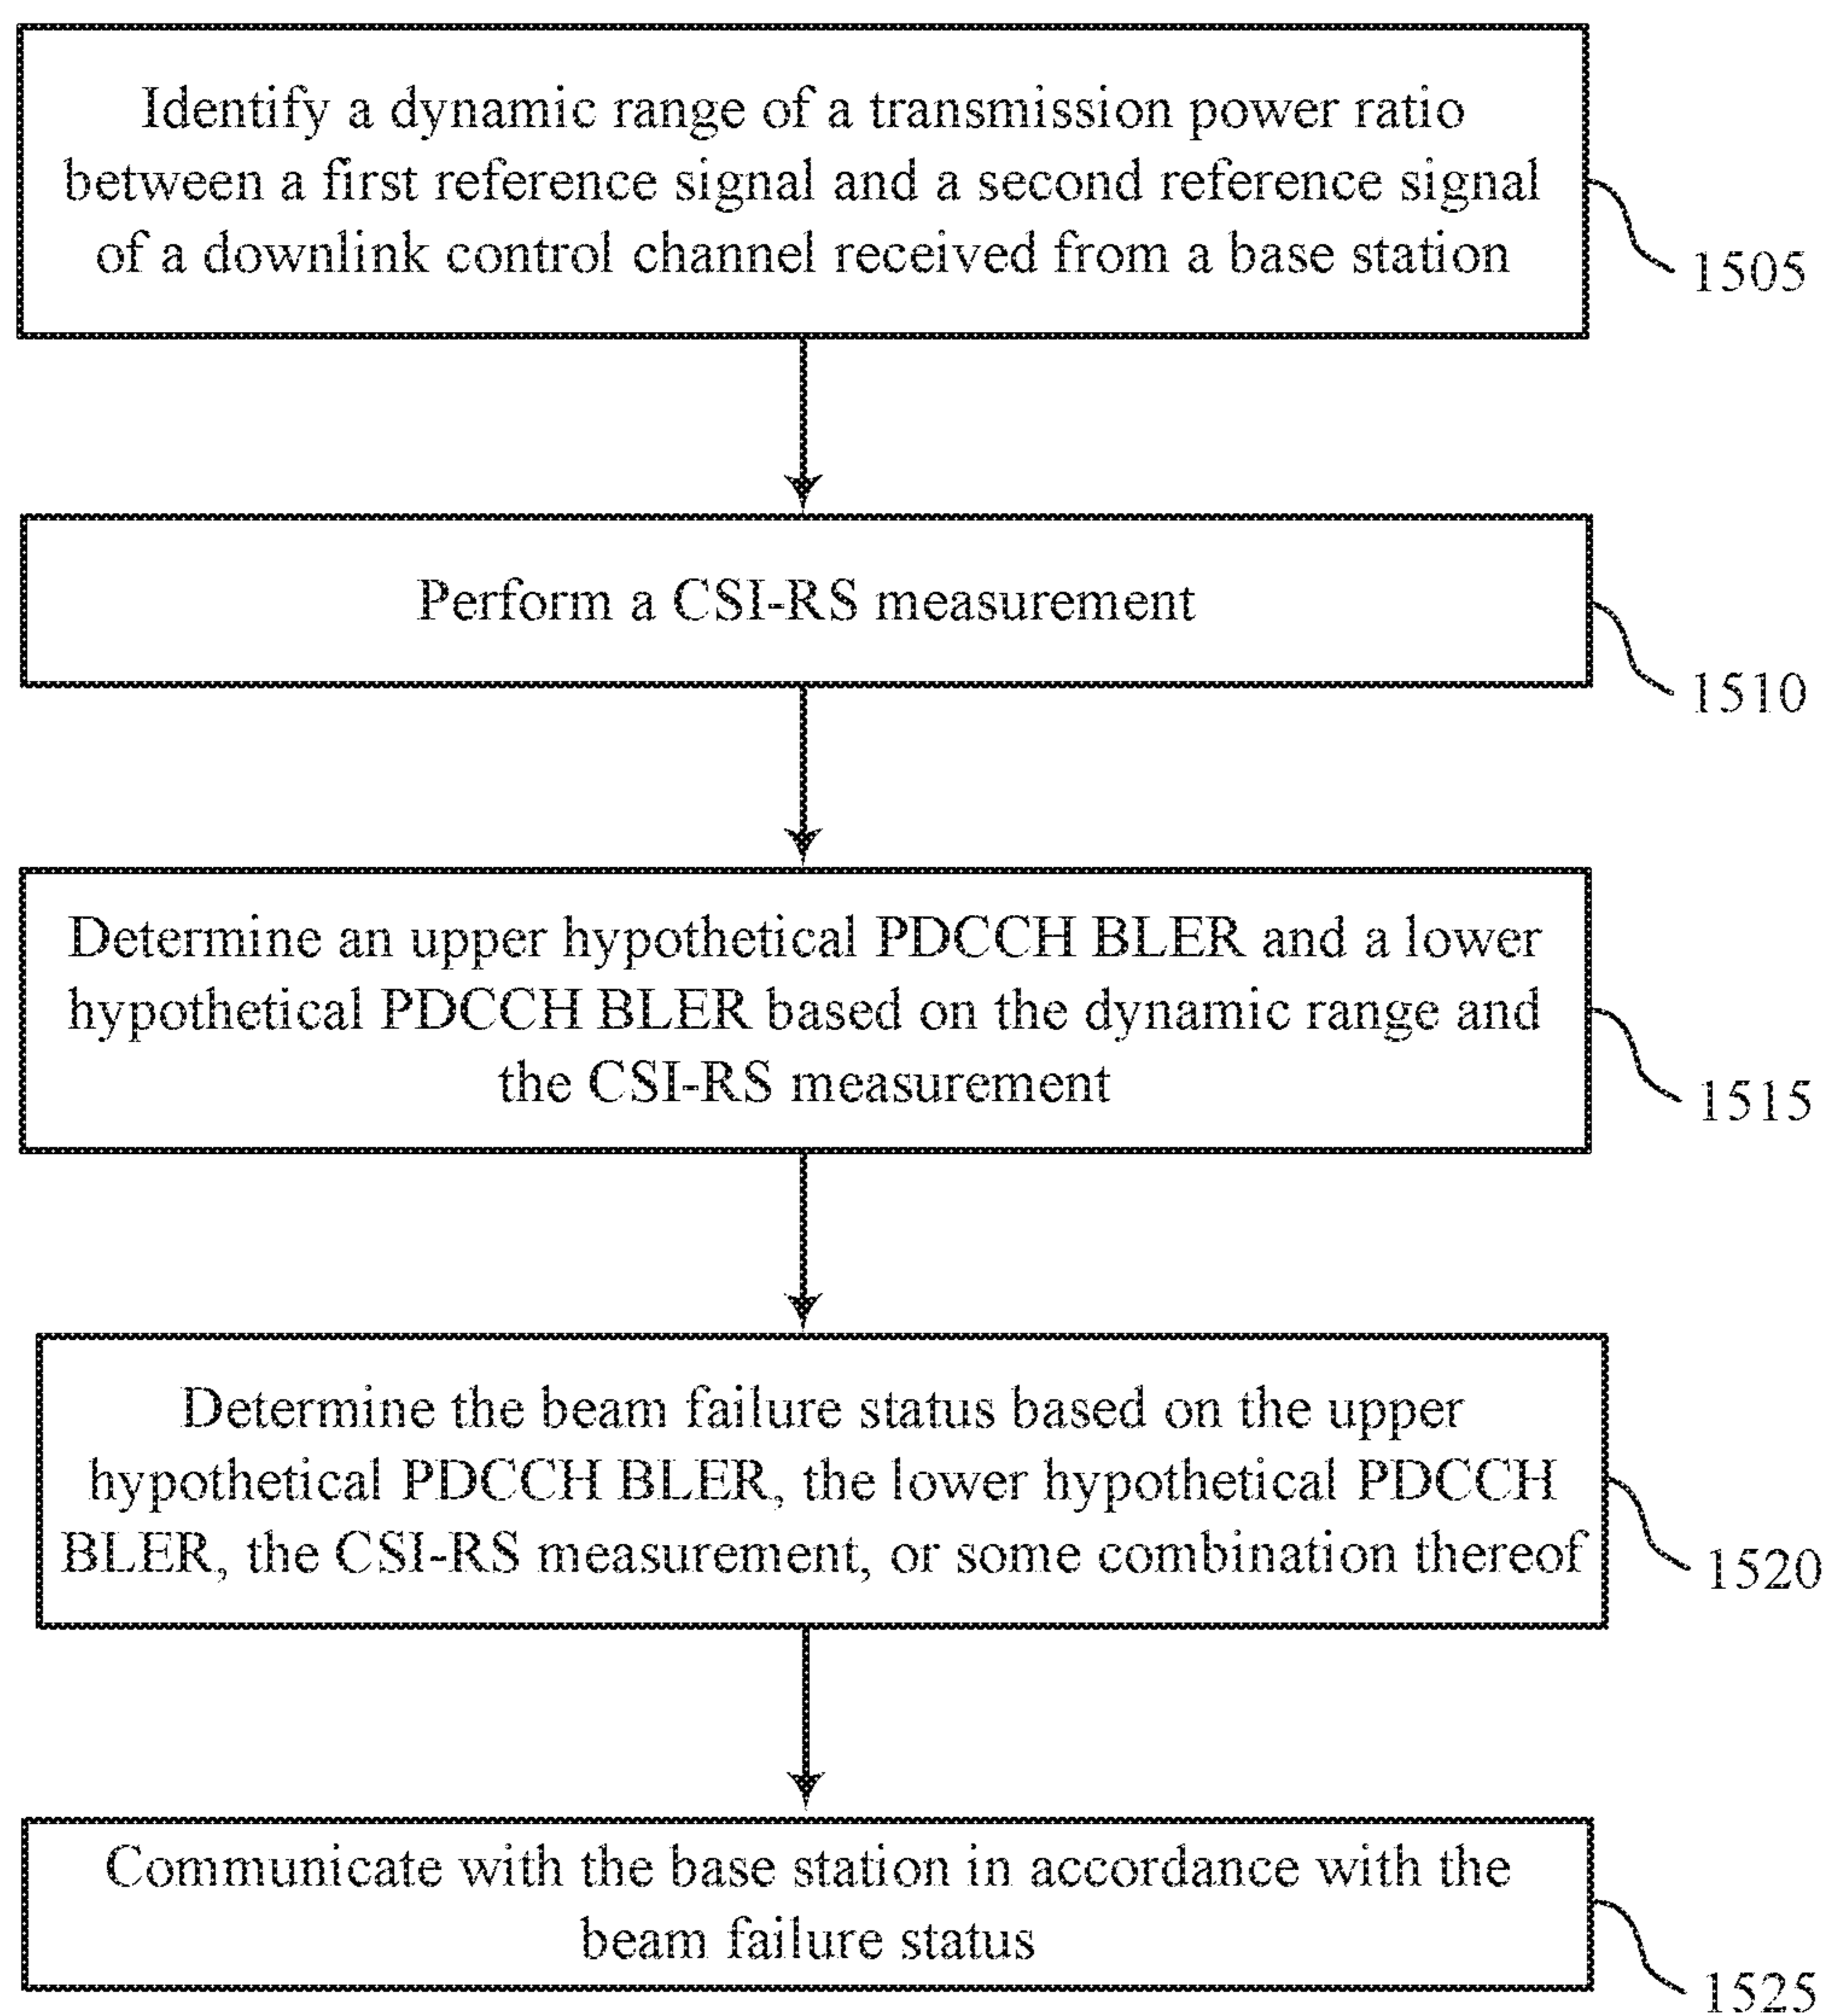 Identify a dynamic range of a transmission power ratio
between a first reference signal and a second reference signal
of a downlink control channel received from a base station
1505
Perform a CSI-RS measurement
1510
Determine an upper hypothetical PDCCH BLER and a lower
hypothetical PDCCH BLER based on the dynamic range and
the CSI-RS measurement
1515
Determine the beam failure status based on the upper
hypothetical PDCCH BLER, the lower hypothetical PDCCH
BLER, the CSI-RS measurement, or some combination thereof
1520
Communicate with the base station in accordance with the
beam failure status
1525